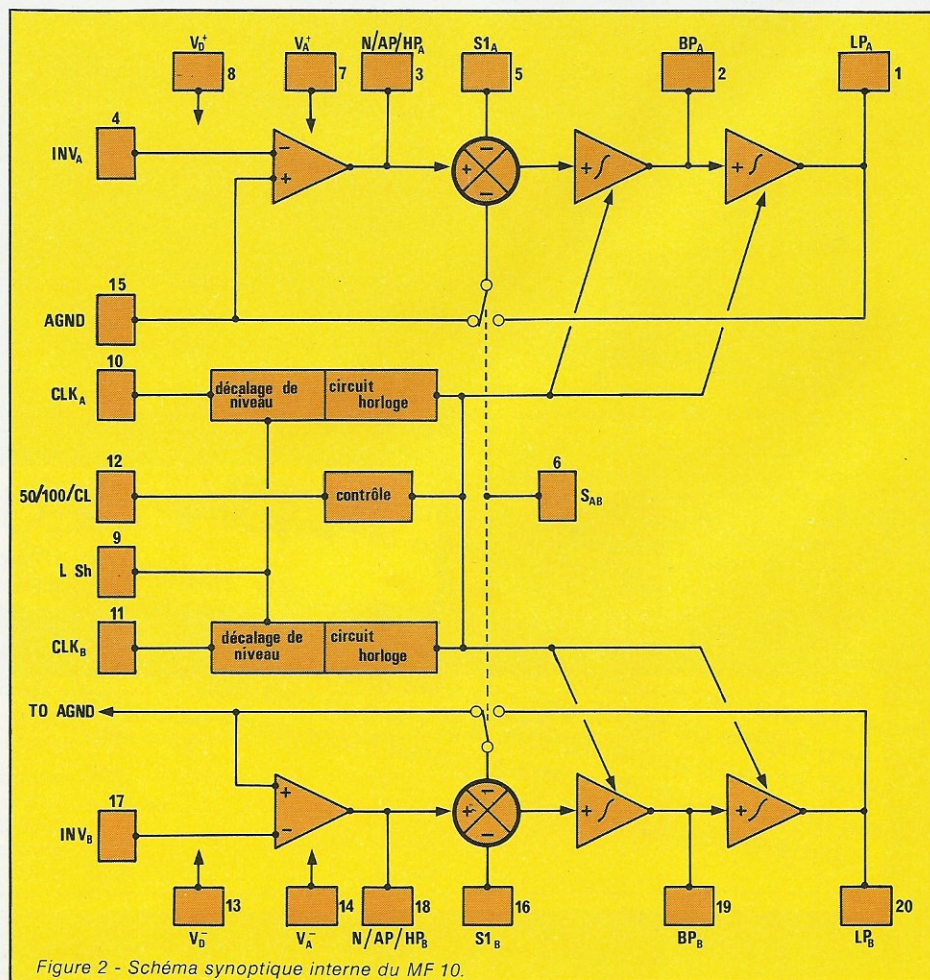 V_D^+ V_A^+ N/AP/HP_A S1_A BP_A LP_A
8 7 3 5 2 1
4
INV_A
− +
+ − − + ∫ + ∫
15
AGND
10
CLK_A
décalage de niveau
circuit horloge
12
50/100/CL
contrôle
6
S_AB
9
L Sh
11
CLK_B
décalage de niveau
circuit horloge
TO AGND
+ −
17
INV_B
+ − − + ∫ + ∫
13 14 18 16 19 20
V_D^- V_A^- N/AP/HP_B S1_B BP_B LP_B
Figure 2 - Schéma synoptique interne du MF 10.